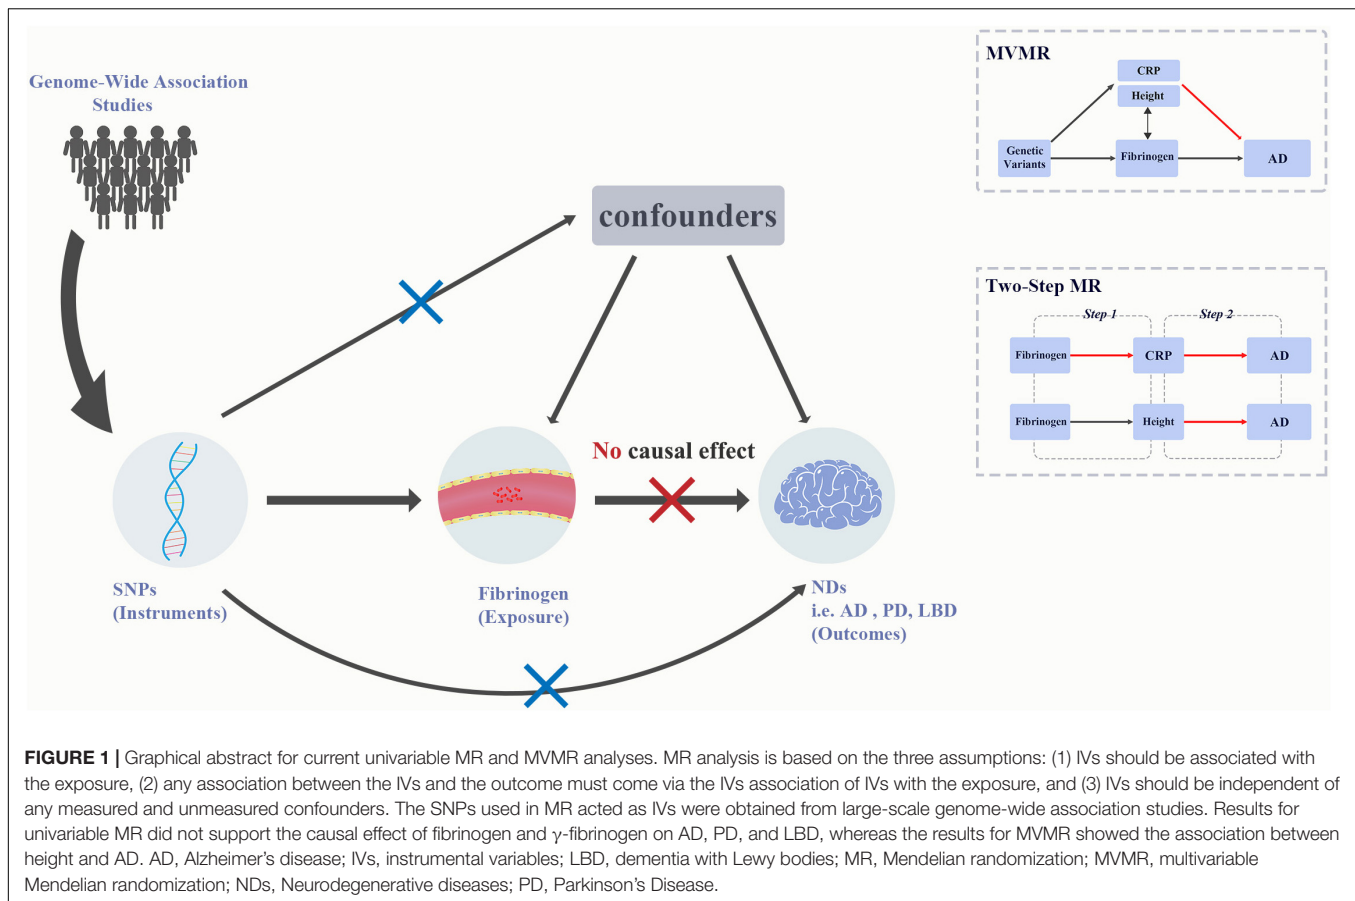 Genome-Wide Association
Studies
confounders
No causal effect
SNPs
(Instruments)
Fibrinogen
(Exposure)
NDs
i.e. AD , PD, LBD
(Outcomes)
MVMR
CRP
Height
Genetic
Variants
Fibrinogen
AD
Two-Step MR
Step 1
Step 2
Fibrinogen
CRP
AD
Fibrinogen
Height
AD
FIGURE 1 | Graphical abstract for current univariable MR and MVMR analyses. MR analysis is based on the three assumptions: (1) IVs should be associated with
the exposure, (2) any association between the IVs and the outcome must come via the IVs association of IVs with the exposure, and (3) IVs should be independent of
any measured and unmeasured confounders. The SNPs used in MR acted as IVs were obtained from large-scale genome-wide association studies. Results for
univariable MR did not support the causal effect of fibrinogen and γ-fibrinogen on AD, PD, and LBD, whereas the results for MVMR showed the association between
height and AD. AD, Alzheimer's disease; IVs, instrumental variables; LBD, dementia with Lewy bodies; MR, Mendelian randomization; MVMR, multivariable
Mendelian randomization; NDs, Neurodegenerative diseases; PD, Parkinson's Disease.